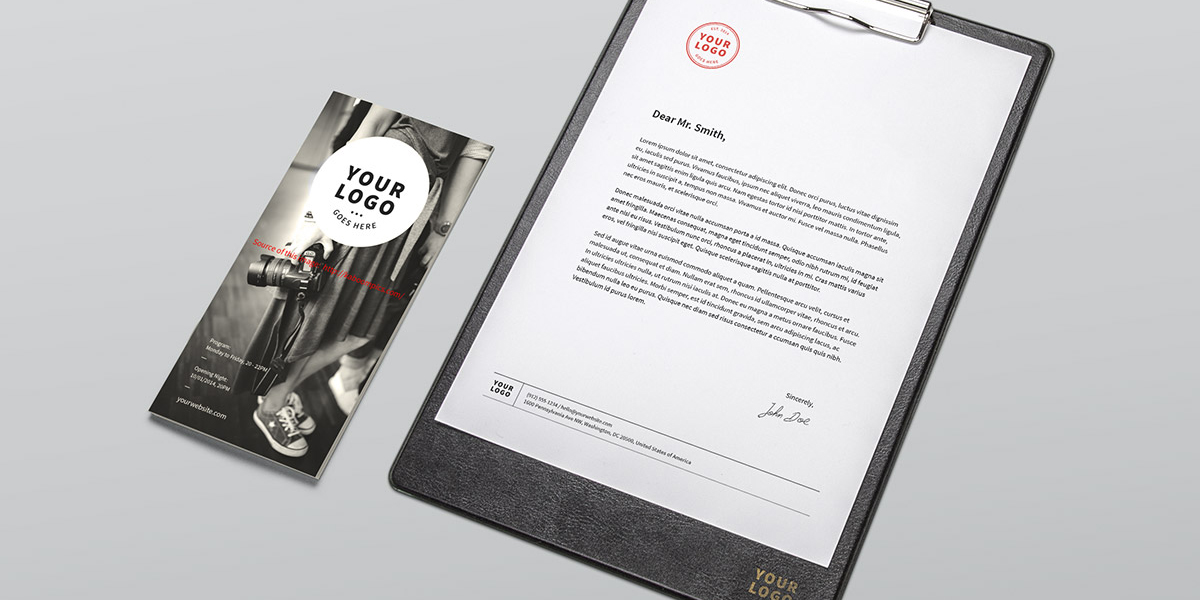 YOUR
LOGO
GOES HERE
Source of this
Program:
Monday to Friday, 20 - 22PM
Opening Night:
10/01/2014, 20PM
yourwebsite.com
EST 2014
YOUR
LOGO
GOES HERE
Dear Mr. Smith,
Lorem ipsum dolor sit amet, consectetur adipiscing elit. Donec orci purus, luctus vitae dignissim
eu, iaculis sed purus. Vivamus faucibus, ipsum nec aliquet viverra, leo mauris condimentum ligula,
sit amet sagittis enim ligula quis arcu. Nam egestas tortor id nisi porttitor mattis. In tortor ante,
ultricies in suscipit a, tempus non massa. Vivamus et auctor mi. Fusce vel massa nulla. Phasellus
nec eros mauris, et scelerisque orci.
Donec malesuada orci vitae nulla accumsan porta a id massa. Quisque accumsan iaculis magna sit
amet fringilla. Maecenas consequat, magna eget tincidunt semper, odio nibh rutrum mi, id feugiat
ante nisi eu risus. Vestibulum nunc orci, rhoncus a placerat in, ultricies in mi. Cras mattis varius
eros, vel fringilla nisi suscipit eget. Quisque scelerisque sagittis nulla at porttitor.
Sed id augue vitae urna euismod commodo aliquet a quam. Pellentesque arcu velit, cursus et
malesuada ut, consequat et diam. Nullam erat sem, rhoncus id ullamcorper vitae, rhoncus et arcu.
In ultricies ultricies nulla, ut rutrum nisi iaculis at. Donec eu magna a metus ornare faucibus. Fusce
aliquet faucibus ultricies. Morbi semper, est id tincidunt gravida, sem arcu adipiscing lacus, ac
bibendum nulla leo eu purus. Quisque nec diam sed risus consectetur a ccumsan quis quis nibh.
Vestibulum id purus lorem.
Sincerely,
John Doe
YOUR
LOGO
(912) 555-1234 / hello@yourwebsite.com
1600 Pennsylvania Ave NW, Washington, DC 20500, United States of America
YOUR
LOGO